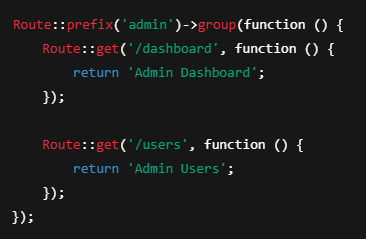 Route::prefix('admin')->group(function () {
    Route::get('/dashboard', function () {
        return 'Admin Dashboard';
    });

    Route::get('/users', function () {
        return 'Admin Users';
    });
});